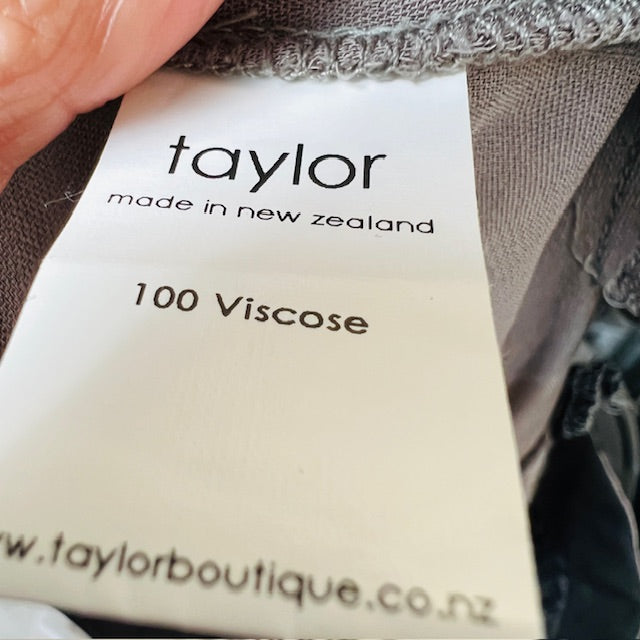 taylor
made in new zealand
100 Viscose
w.taylorboutique.co.nz